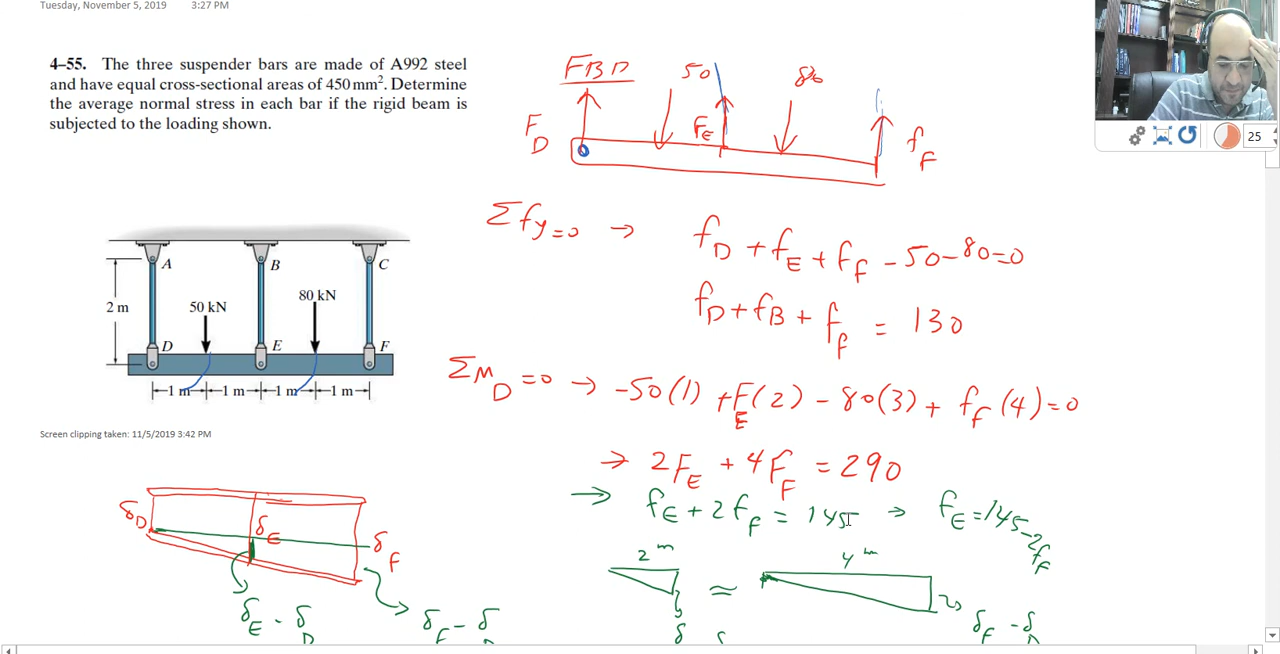 Tuesday, November 5, 2019 3:27 PM
4–55. The three suspender bars are made of A992 steel
and have equal cross-sectional areas of 450 mm². Determine
the average normal stress in each bar if the rigid beam is
subjected to the loading shown.
A B C
2 m
50 kN 80 kN
D E F
1 m 1 m 1 m 1 m
Screen clipping taken: 11/5/2019 3:42 PM
FBD 50 80
F_D F_E f_F
Σfy=0 → f_D + f_E + f_F - 50 - 80 = 0
f_D + f_B + f_F = 130
ΣM_D = 0 → -50(1) + F_E(2) - 80(3) + f_F(4) = 0
→ 2F_E + 4F_F = 290
→ f_E + 2f_F = 145 → f_E = 145 - 2f_F
δ_D δ_E δ_F
δ_E - δ_D δ_F - δ_D
2 m ≈ 4 m
δ δ δ_F - δ_D
25